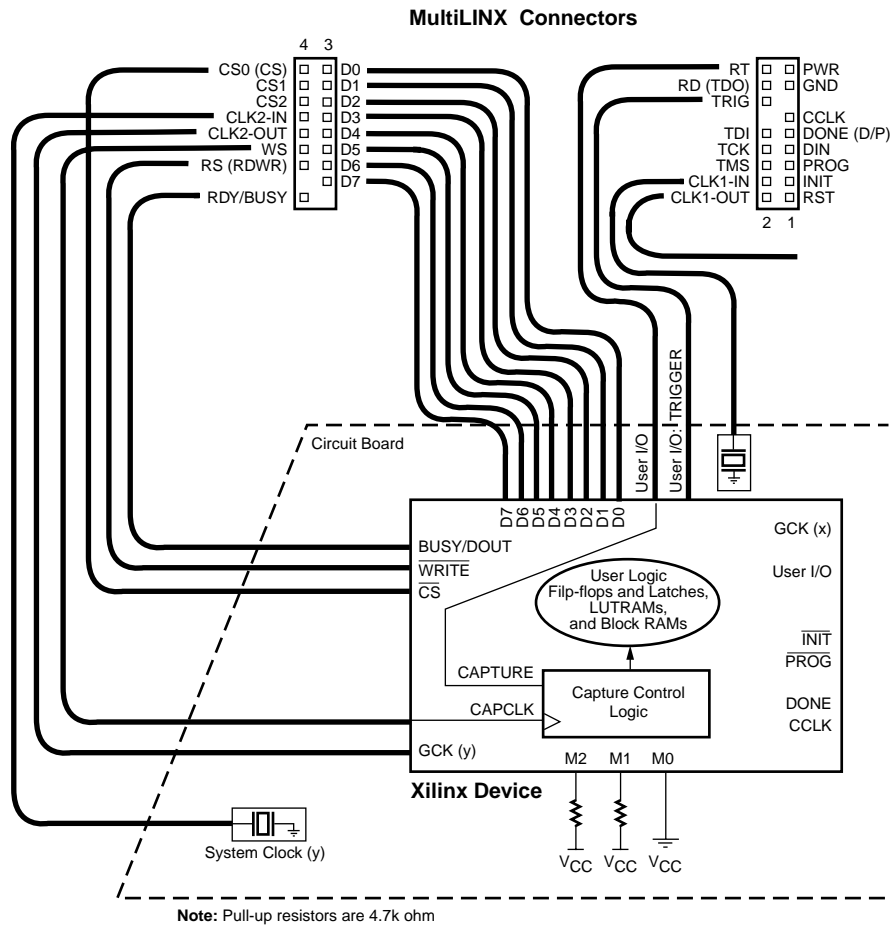 MultiLINX Connectors
4 3
CS0 (CS)
CS1
CS2
CLK2-IN
CLK2-OUT
WS
RS (RDWR)
RDY/BUSY
D0
D1
D2
D3
D4
D5
D6
D7
RT
RD (TDO)
TRIG
TDI
TCK
TMS
CLK1-IN
CLK1-OUT
PWR
GND
CCLK
DONE (D/P)
DIN
PROG
INIT
RST
2 1
Circuit Board
User I/O
User I/O: TRIGGER
D7
D6
D5
D4
D3
D2
D1
D0
BUSY/DOUT
WRITE
CS
GCK (x)
User I/O
INIT
PROG
DONE
CCLK
User Logic
Filp-flops and Latches,
LUTRAMs,
and Block RAMs
CAPTURE
CAPCLK
Capture Control
Logic
GCK (y)
M2 M1 M0
Xilinx Device
VCC VCC VCC
System Clock (y)
Note: Pull-up resistors are 4.7k ohm